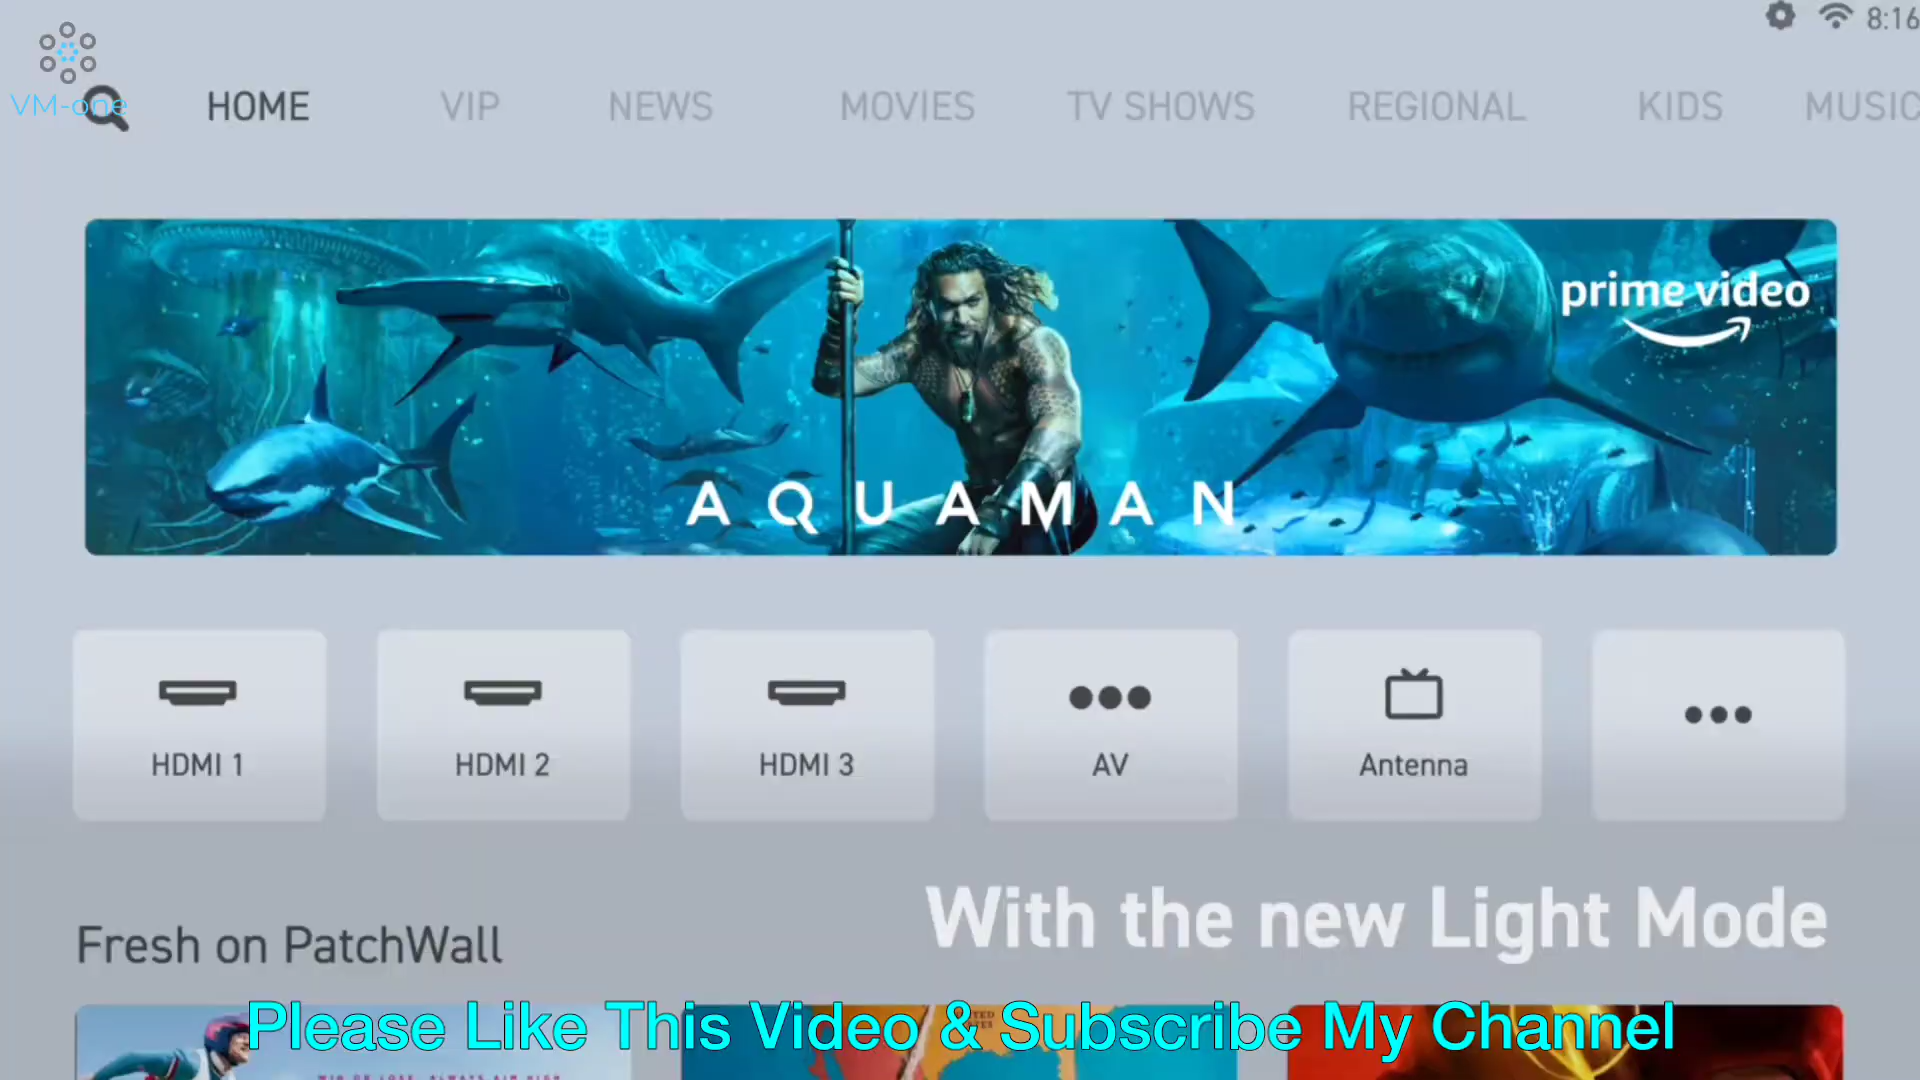 8:16
VM-one
HOME VIP NEWS MOVIES TV SHOWS REGIONAL KIDS MUSIC
prime video
AQUAMAN
HDMI 1 HDMI 2 HDMI 3 AV Antenna
With the new Light Mode
Fresh on PatchWall
Please Like This Video & Subscribe My Channel